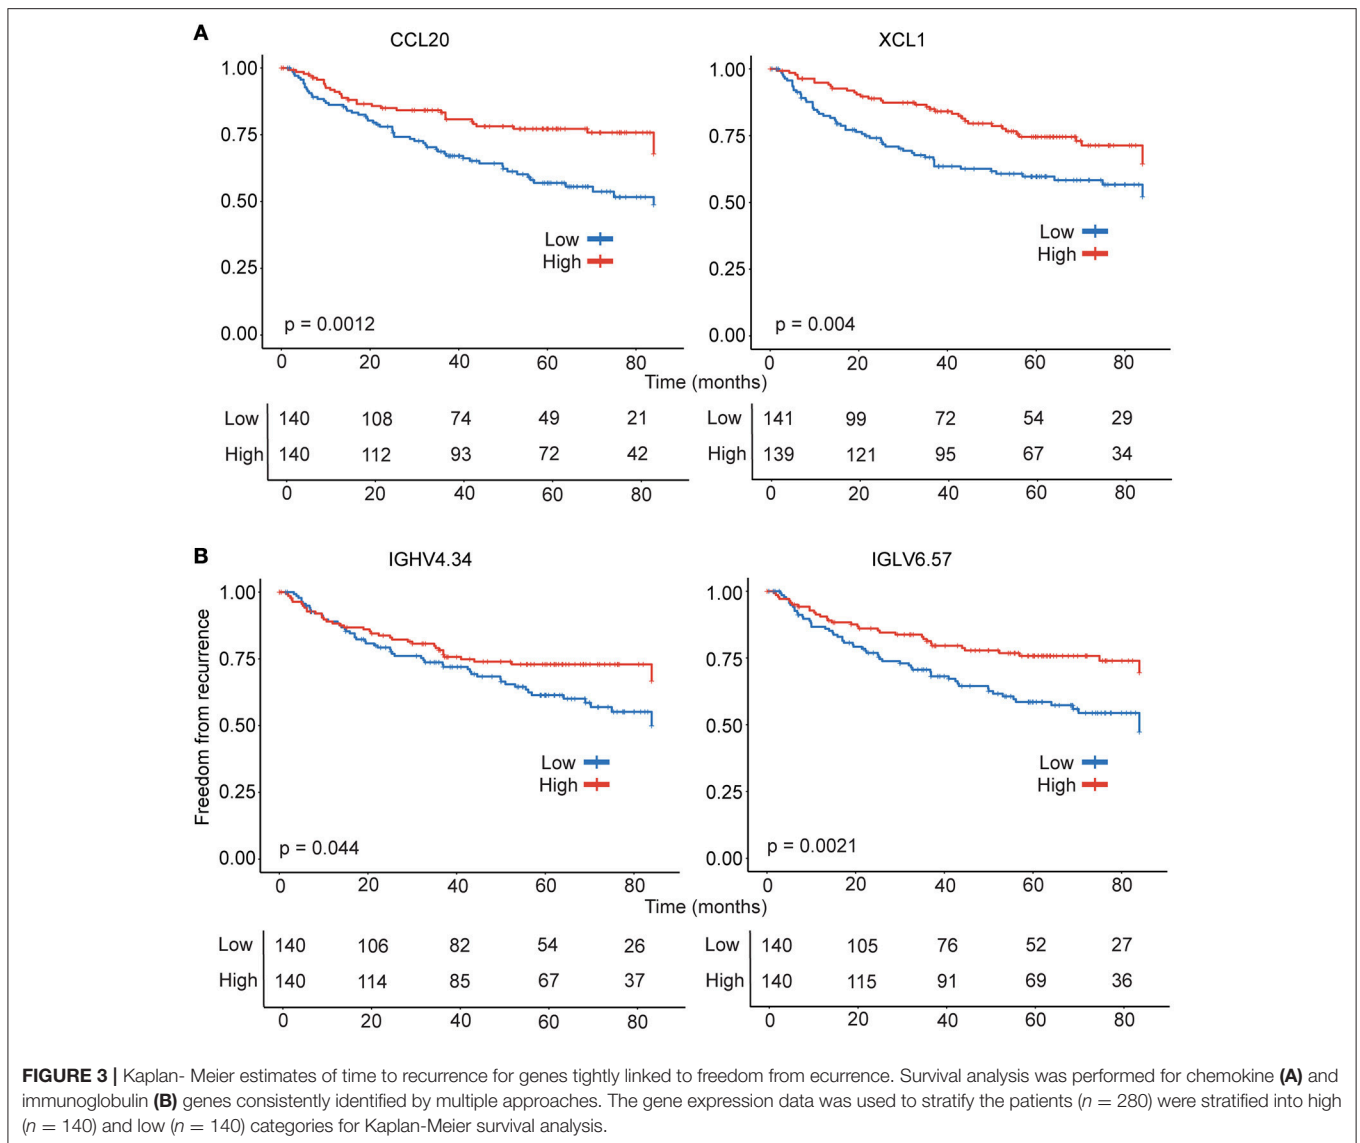 A
CCL20
XCL1
1.00
0.75
0.50
0.25
0.00
Low
High
p = 0.0012
0 20 40 60 80
1.00
0.75
0.50
0.25
0.00
Low
High
p = 0.004
0 20 40 60 80
Time (months)
Low 140 108 74 49 21
High 140 112 93 72 42
0 20 40 60 80
Low 141 99 72 54 29
High 139 121 95 67 34
0 20 40 60 80
B
IGHV4.34
IGLV6.57
Freedom from recurrence
1.00
0.75
0.50
0.25
0.00
Low
High
p = 0.044
0 20 40 60 80
1.00
0.75
0.50
0.25
0.00
Low
High
p = 0.0021
0 20 40 60 80
Time (months)
Low 140 106 82 54 26
High 140 114 85 67 37
0 20 40 60 80
Low 140 105 76 52 27
High 140 115 91 69 36
0 20 40 60 80
FIGURE 3 | Kaplan- Meier estimates of time to recurrence for genes tightly linked to freedom from ecurrence. Survival analysis was performed for chemokine (A) and
immunoglobulin (B) genes consistently identified by multiple approaches. The gene expression data was used to stratify the patients (n = 280) were stratified into high
(n = 140) and low (n = 140) categories for Kaplan-Meier survival analysis.